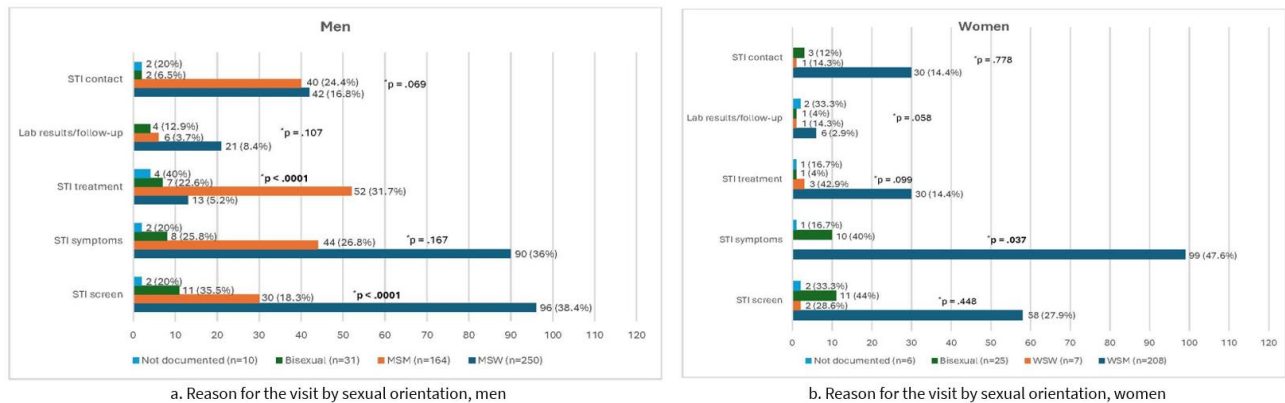 Men
STI contact
2 (20%)
2 (6.5%)
40 (24.4%)
42 (16.8%)
*p = .069
Lab results/follow-up
4 (12.9%)
6 (3.7%)
21 (8.4%)
*p = .107
STI treatment
4 (40%)
7 (22.6%)
52 (31.7%)
13 (5.2%)
*p < .0001
STI symptoms
2 (20%)
8 (25.8%)
44 (26.8%)
90 (36%)
*p = .167
STI screen
2 (20%)
11 (35.5%)
30 (18.3%)
96 (38.4%)
*p < .0001
0 10 20 30 40 50 60 70 80 90 100 110 120
Not documented (n=10) Bisexual (n=31) MSM (n=164) MSW (n=250)
a. Reason for the visit by sexual orientation, men
Women
STI contact
3 (12%)
1 (14.3%)
30 (14.4%)
*p = .778
Lab results/follow-up
2 (33.3%)
1 (4%)
1 (14.3%)
6 (2.9%)
*p = .058
STI treatment
1 (16.7%)
1 (4%)
3 (42.9%
30 (14.4%)
*p = .099
STI symptoms
1 (16.7%)
10 (40%)
99 (47.6%)
*p = .037
STI screen
2 (33.3%)
11 (44%)
2 (28.6%)
58 (27.9%)
*p = .448
0 10 20 30 40 50 60 70 80 90 100 110 120
Not documented (n=6) Bisexual (n=25) WSW (n=7) WSM (n=208)
b. Reason for the visit by sexual orientation, women